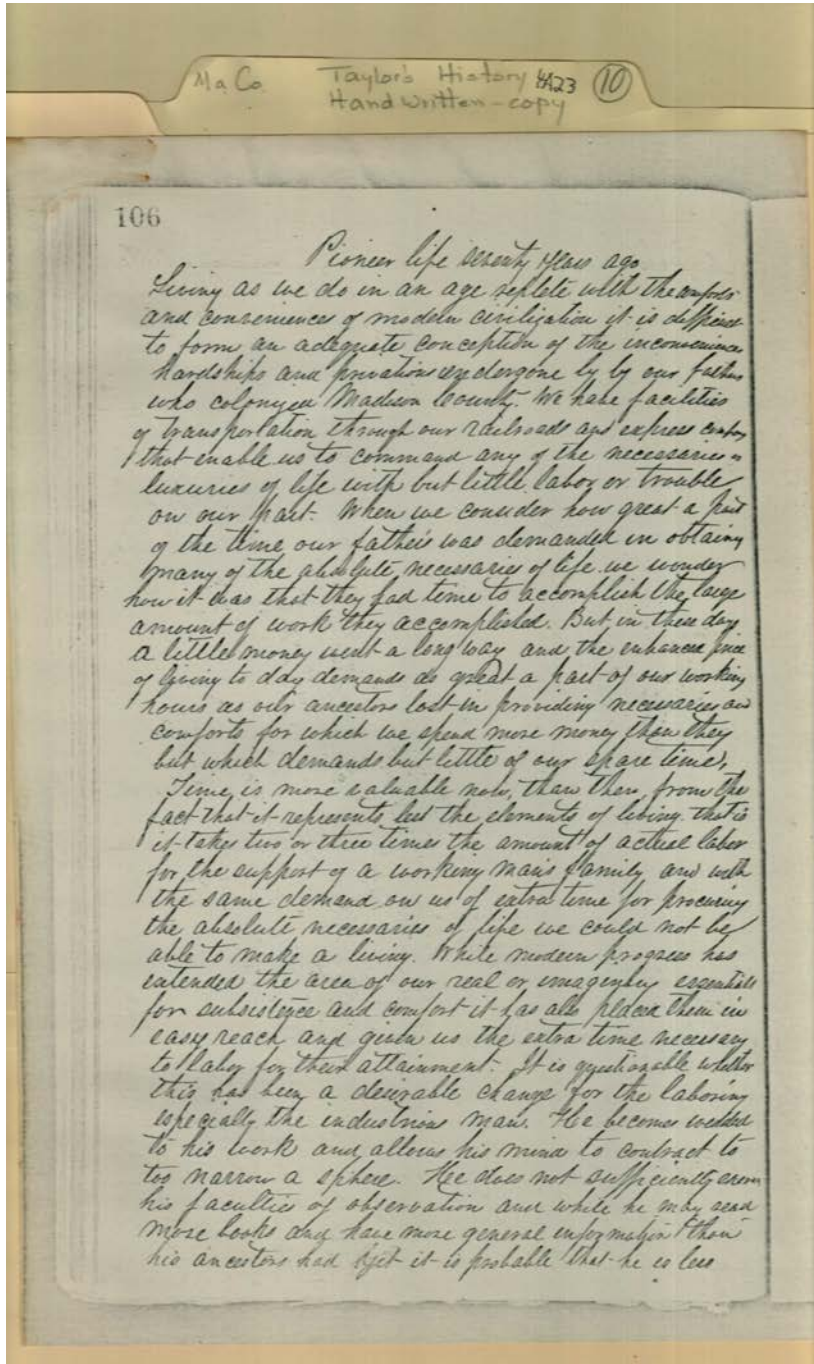 Ma Co. Taylor's History 4A23 10
Handwritten - copy
106
Pioneer life seventy years ago
Living as we do in an age replete with the comforts
and conveniences of modern civilization it is difficult
to form an adequate conception of the inconveniences
hardships and privations undergone by by our fathers
who colonyed Madison County. We have facilities
of transportation through our railroads and express
that enable us to command any of the necessaries or
luxuries of life with but little labor or trouble
on our part. When we consider how great a part
of the time our fathers was demanded in obtaing
many of the absolute necessaries of life we wonder
how it was that they had time to accomplish the large
amount of work they accomplished. But in these days
a little money went a long way and the enhanced price
of living to day demands as great a part of our working
hours as our ancestors lost in providing necessaries and
comforts for which we spend more money than they
but which demands but little of our spare time,
Time, is more valuable now, than then, from the
fact that it represents less the elements of living. that is
it takes two or three times the amount of actual labor
for the support of a working man's family and with
the same demand on us of extra time for procuring
the absolute necessaries of life we could not be
able to make a living. While modern progress has
extended the area of our real or imaginary essentials
for subsistence and comfort it has also placed them in
easy reach and given us the extra time necessary
to labor for their attainment. It is questionable whether
this has been a desirable change for the laboring
especially the industrious man. He becomes wedded
to his work and allows his mind to contract to
too narrow a sphere. He does not sufficiently
his faculties of observation and while he may read
more books and have more general information than
his ancestors had yet it is probable that he is less